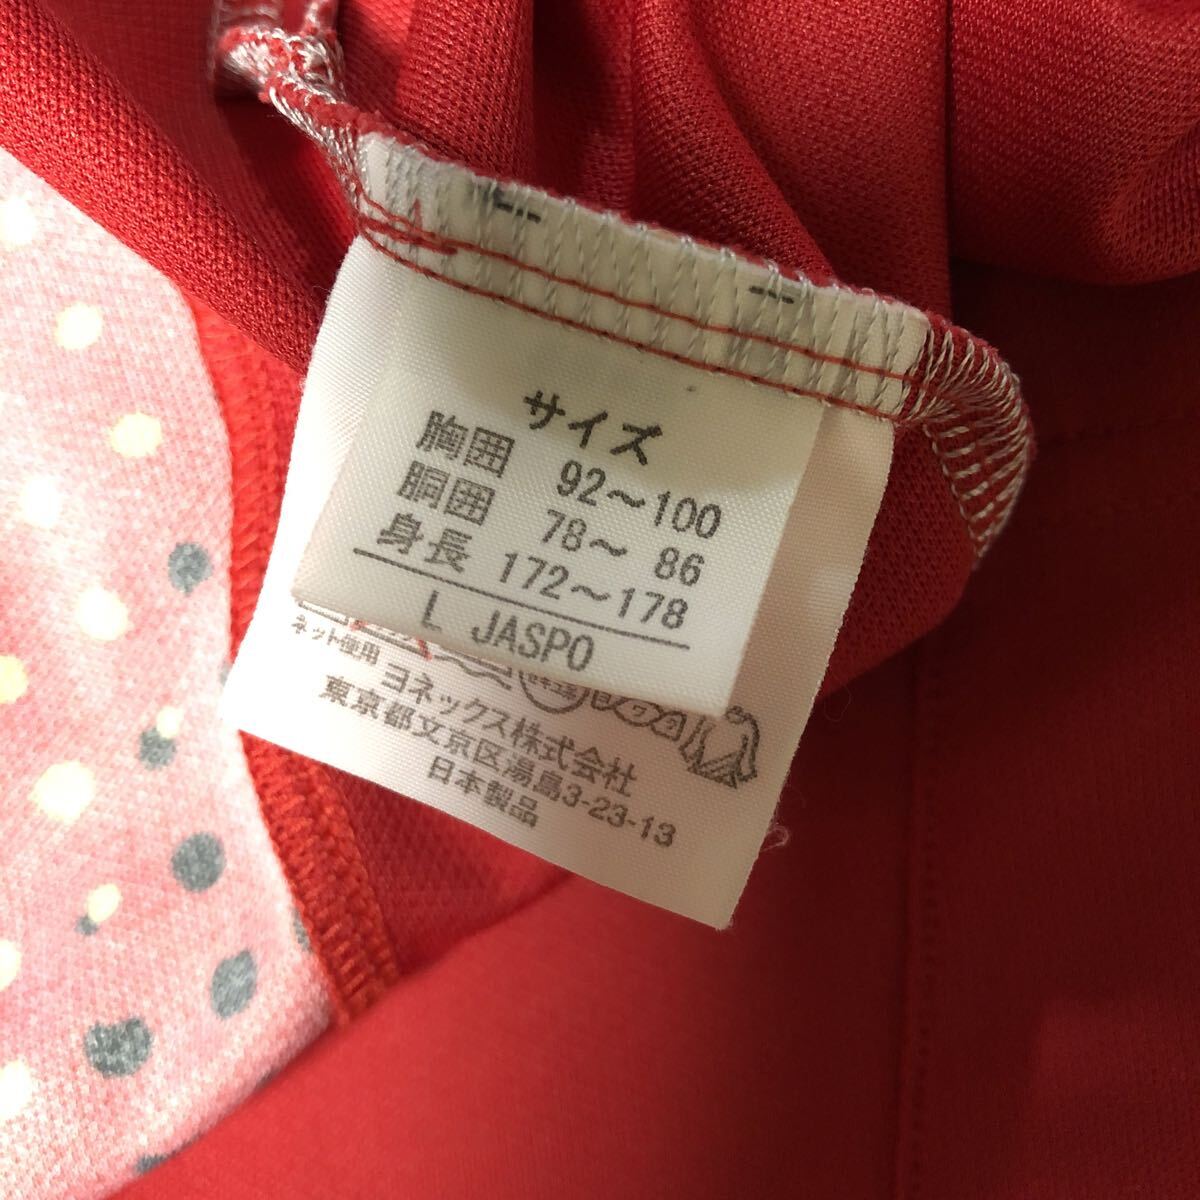 サイズ
胸囲 92～100
胴囲 78～ 86
身長 172～178
L JASPO
ネット使用
ヨネックス株式会社
東京都文京区湯島3-23-13
日本製品